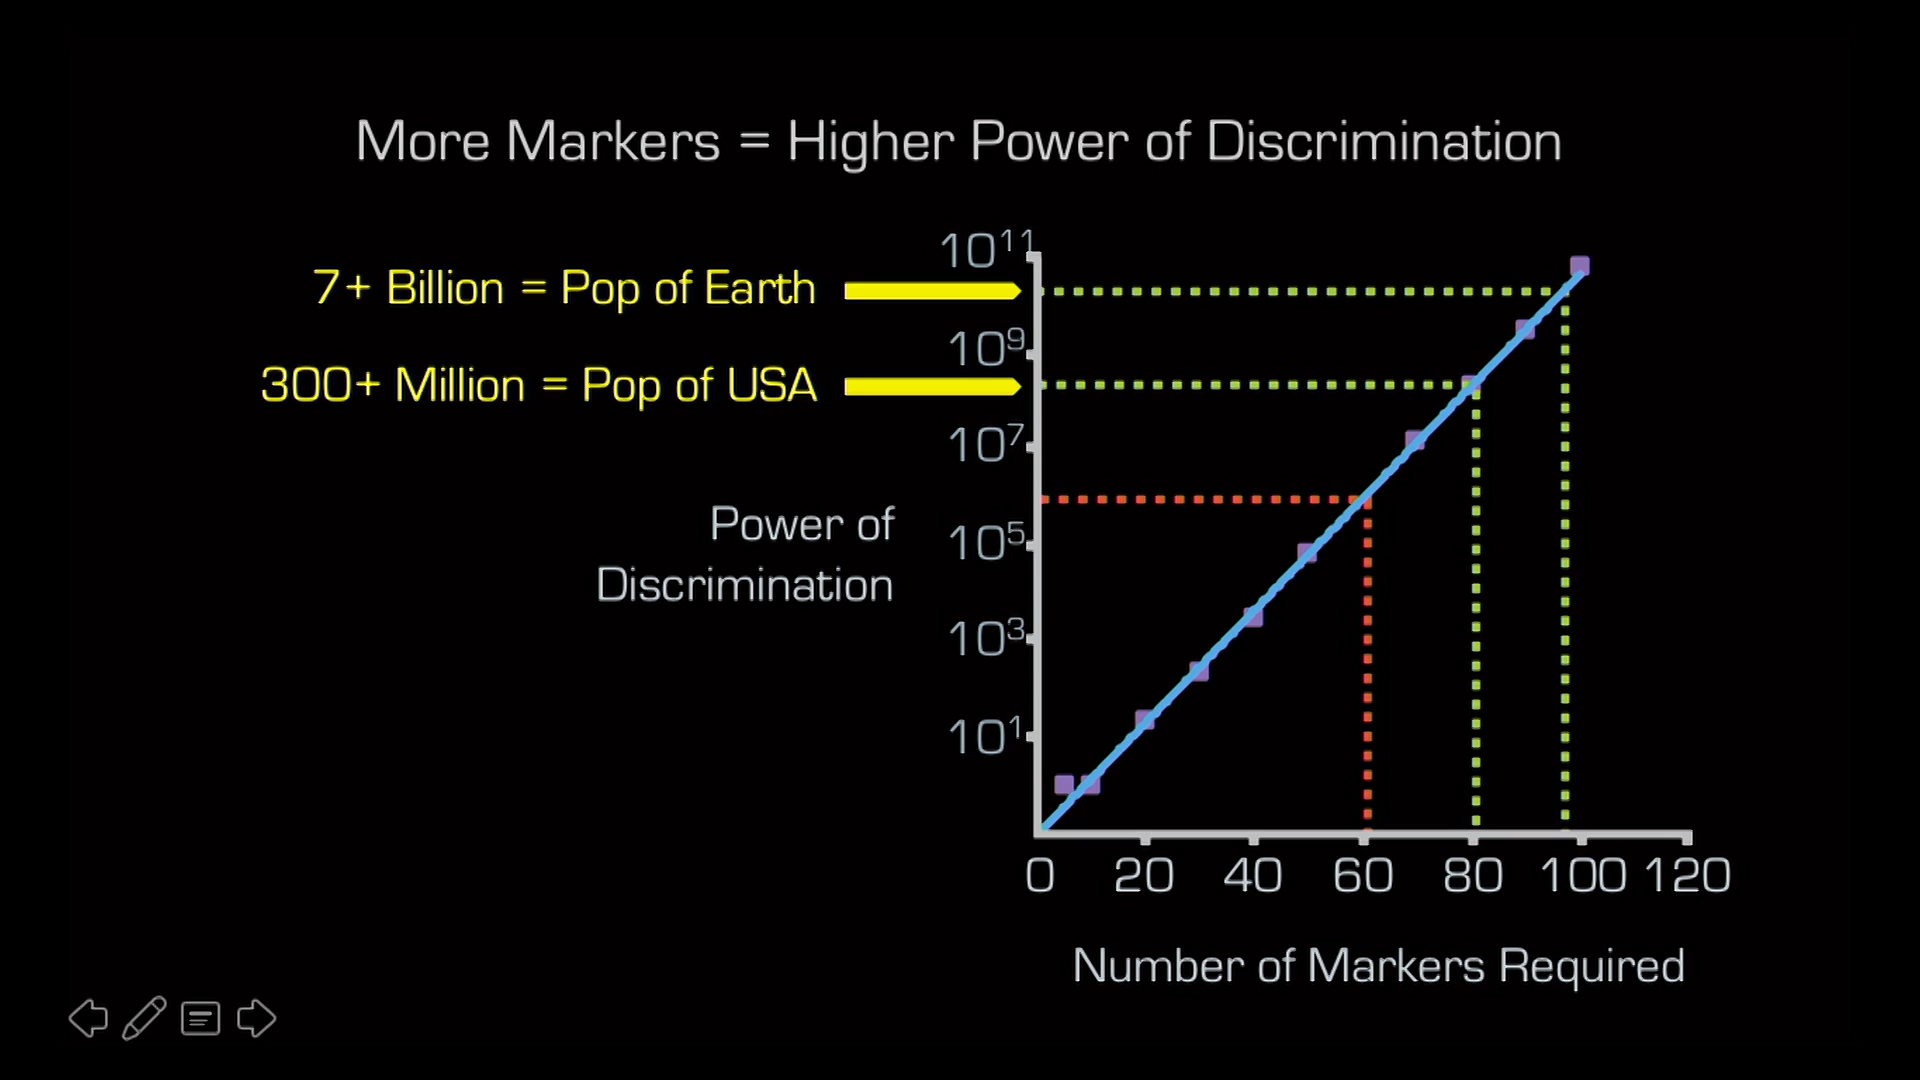 More Markers = Higher Power of Discrimination
10¹¹
7+ Billion = Pop of Earth
10⁹
300+ Million = Pop of USA
10⁷
Power of
Discrimination
10⁵
10³
10¹
0 20 40 60 80 100 120
Number of Markers Required